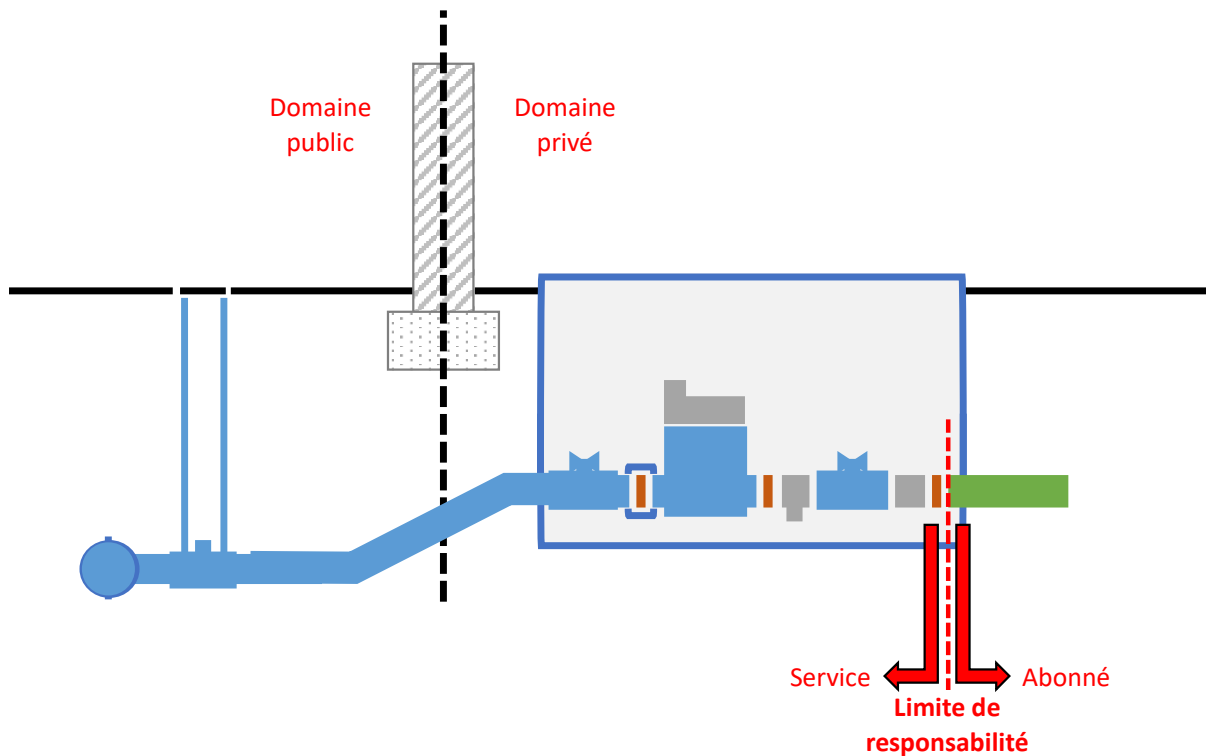 Domaine
public
Domaine
privé
Service
Abonné
Limite de
responsabilité